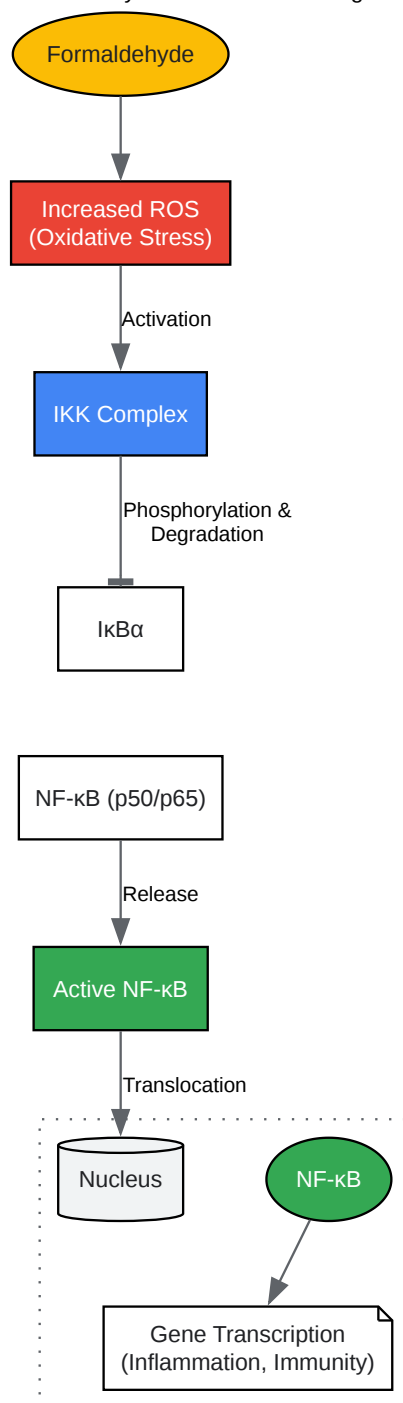 Formaldehyde
Increased ROS
(Oxidative Stress)
Activation
IKK Complex
Phosphorylation &
Degradation
IκBα
NF-κB (p50/p65)
Release
Active NF-κB
Translocation
Nucleus
NF-κB
Gene Transcription
(Inflammation, Immunity)